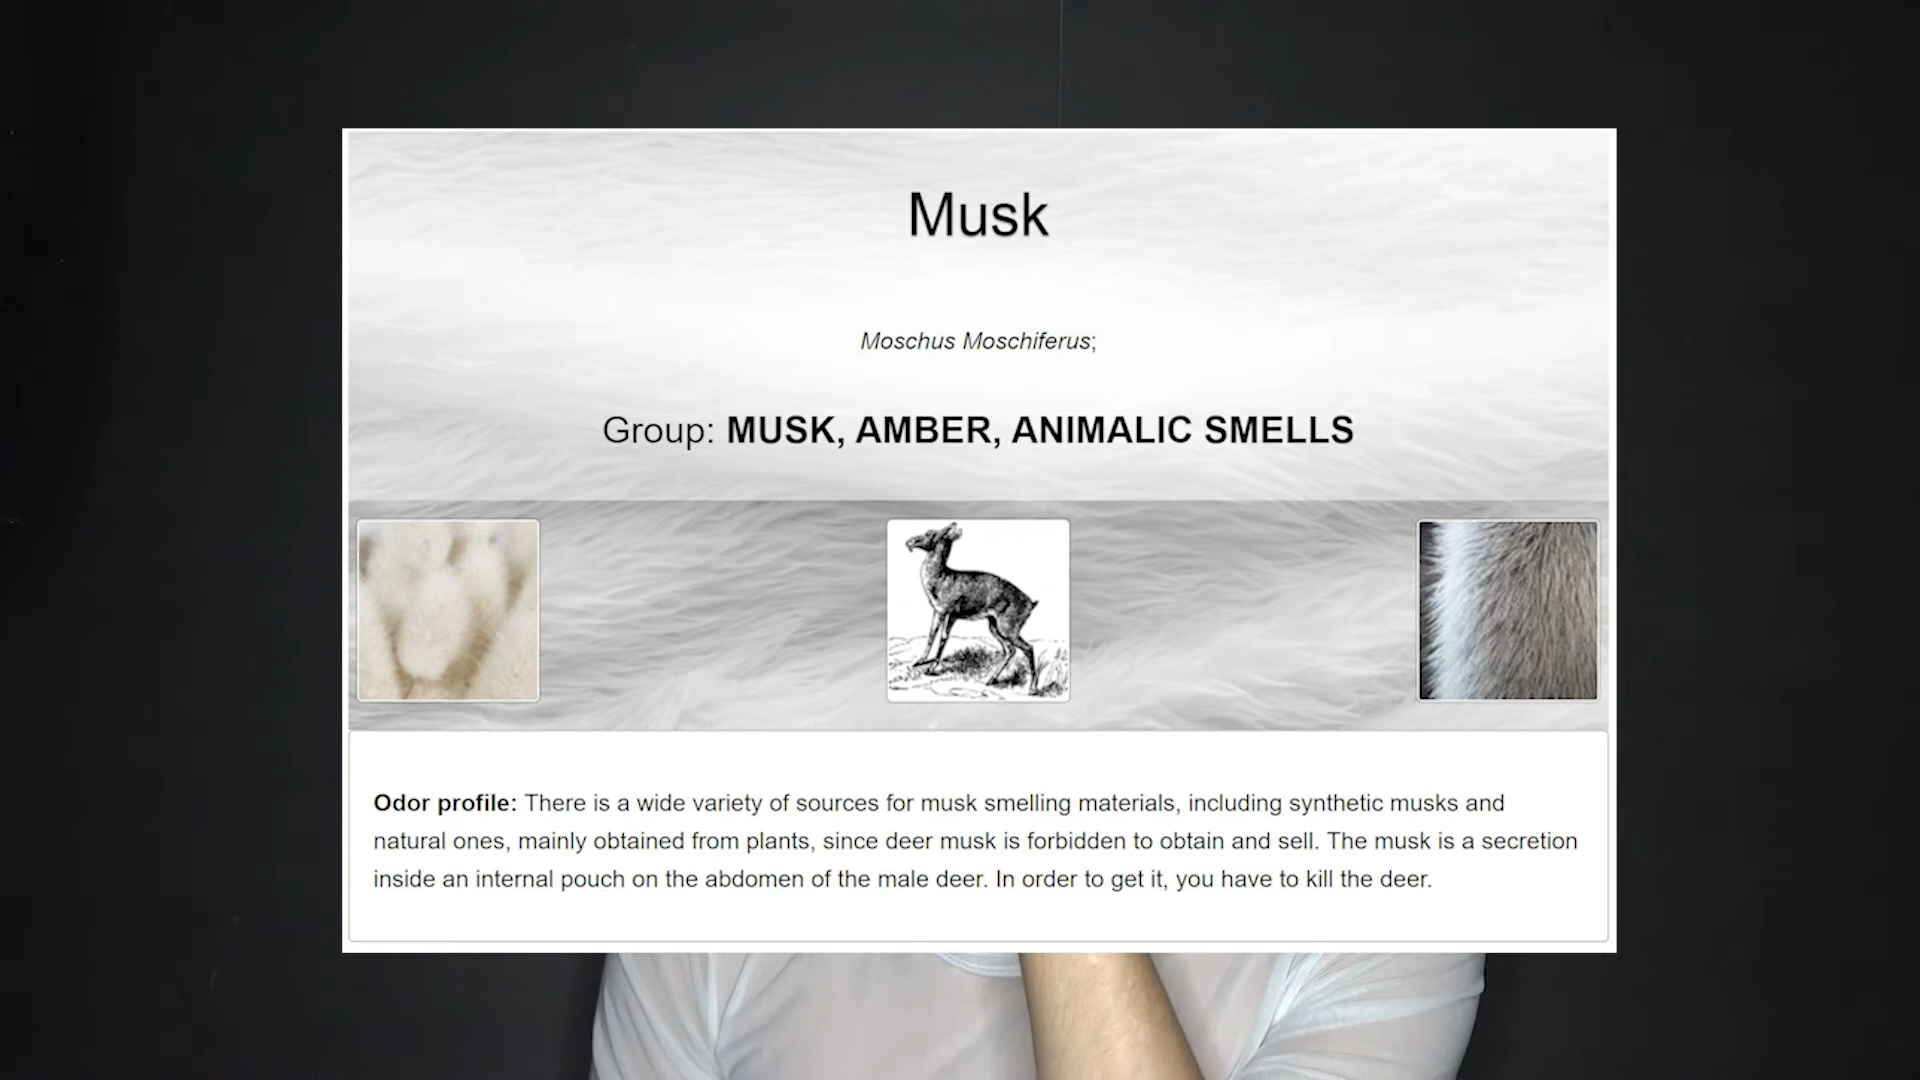 Musk
Moschus Moschiferus;
Group: MUSK, AMBER, ANIMALIC SMELLS
Odor profile: There is a wide variety of sources for musk smelling materials, including synthetic musks and
natural ones, mainly obtained from plants, since deer musk is forbidden to obtain and sell. The musk is a secretion
inside an internal pouch on the abdomen of the male deer. In order to get it, you have to kill the deer.